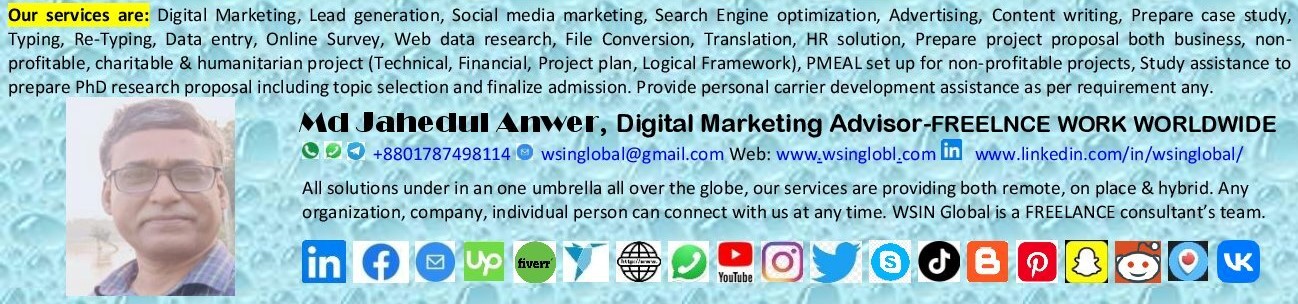 Our services are: Digital Marketing, Lead generation, Social media marketing, Search Engine optimization, Advertising, Content writing, Prepare case study,
Typing, Re-Typing, Data entry, Online Survey, Web data research, File Conversion, Translation, HR solution, Prepare project proposal both business, non-
profitable, charitable & humanitarian project (Technical, Financial, Project plan, Logical Framework), PMEAL set up for non-profitable projects, Study assistance to
prepare PhD research proposal including topic selection and finalize admission. Provide personal carrier development assistance as per requirement any.
Md Jahedul Anwer, Digital Marketing Advisor-FREELNCE WORK WORLDWIDE
+8801787498114 wsinglobal@gmail.com Web: www.wsinglobl.com in www.linkedin.com/in/wsinglobal/
All solutions under in an one umbrella all over the globe, our services are providing both remote, on place & hybrid. Any
organization, company, individual person can connect with us at any time. WSIN Global is a FREELANCE consultant's team.
in f Up fiverr http://www. YouTube S B VK